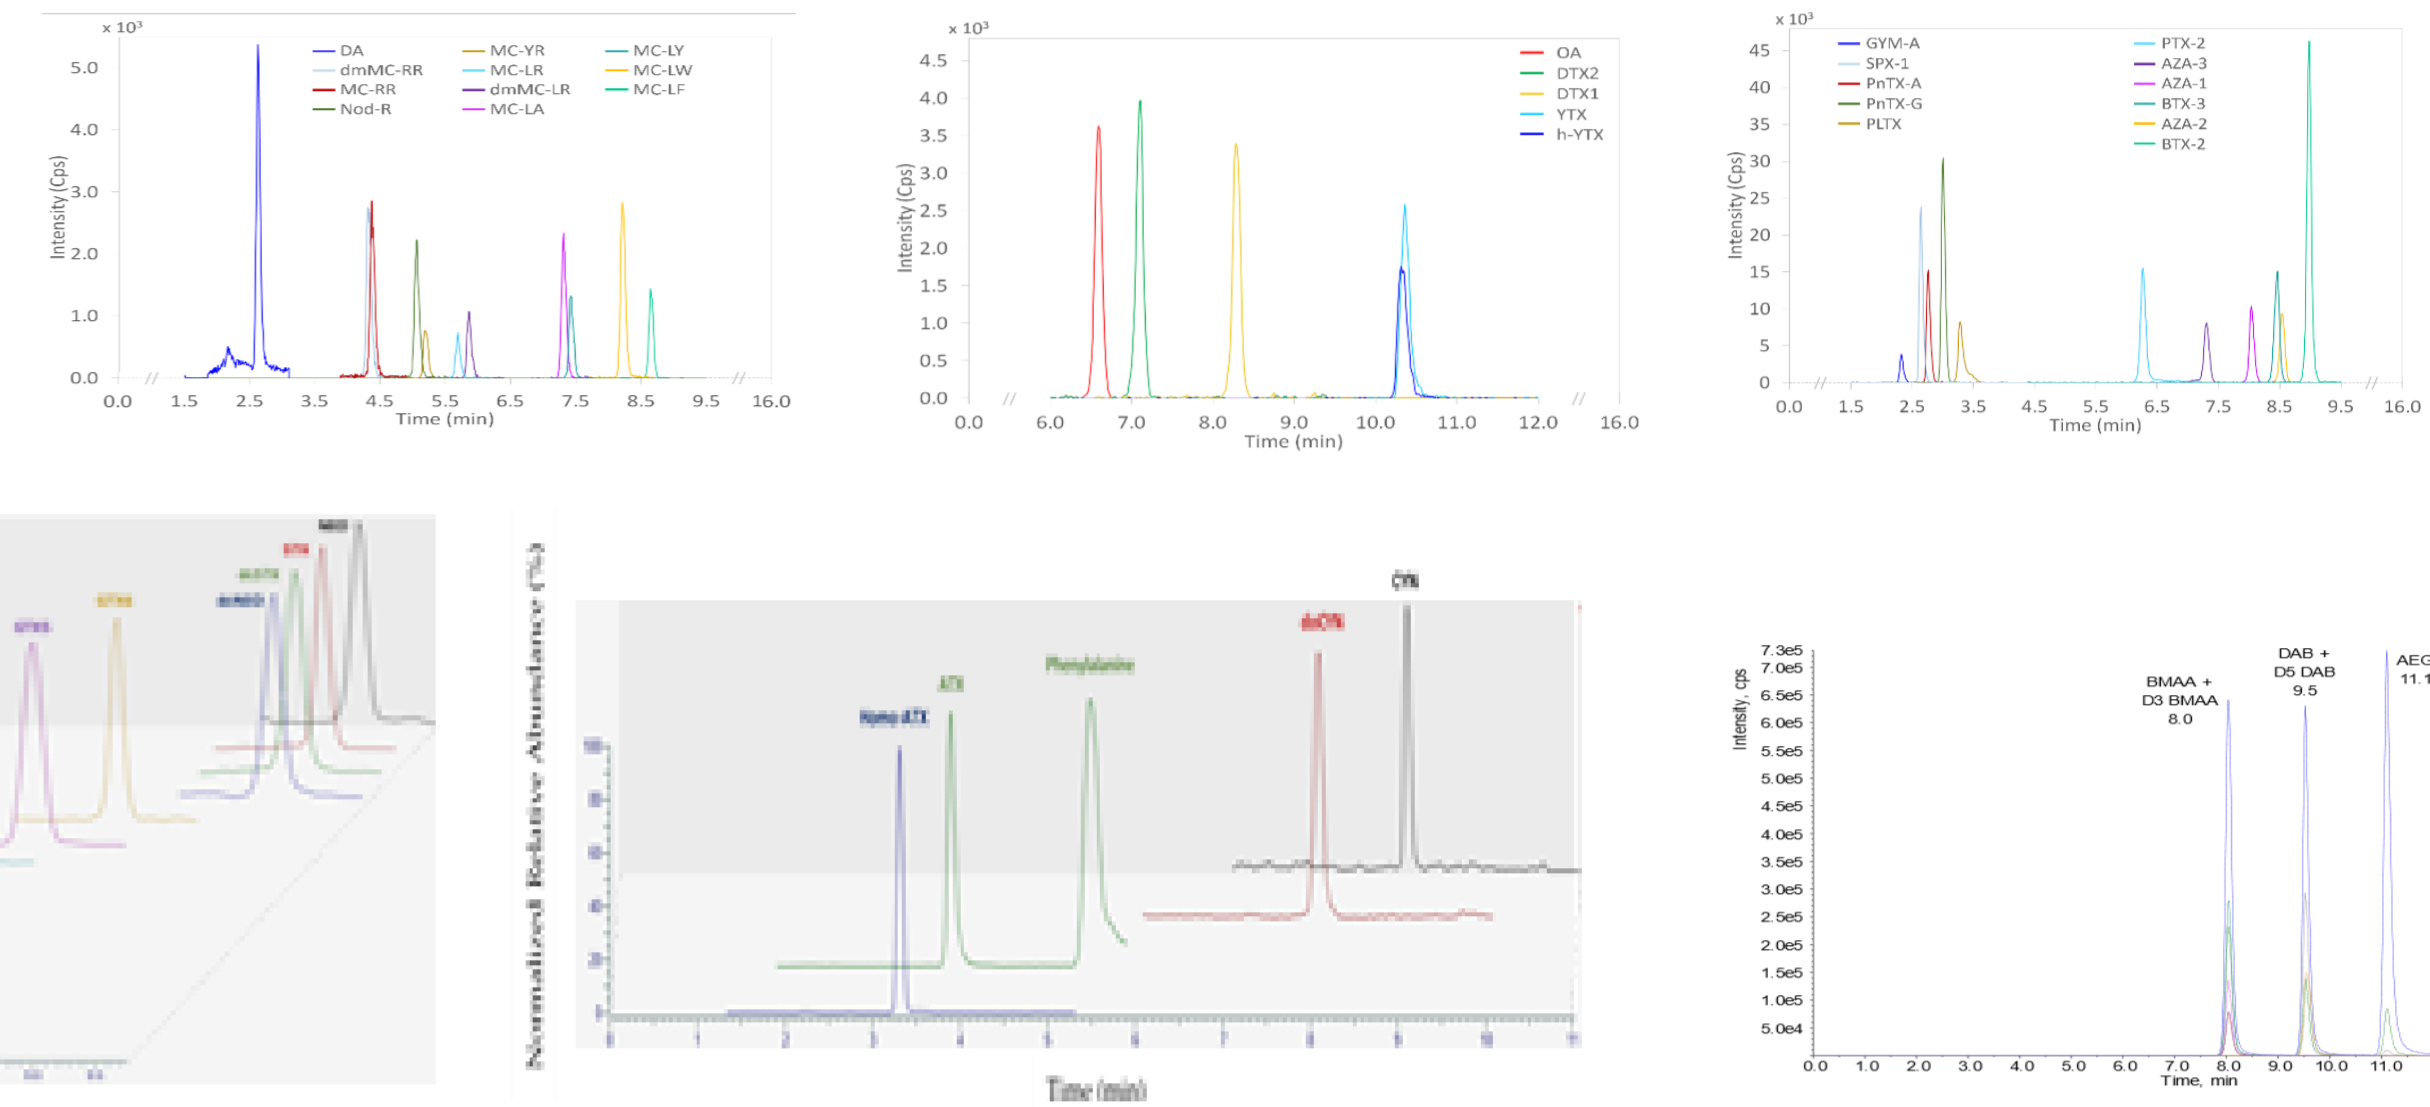 x 10³
DA
dmMC-RR
MC-RR
Nod-R
MC-YR
MC-LR
dmMC-LR
MC-LA
MC-LY
MC-LW
MC-LF
Intensity (Cps)
5.0
4.0
3.0
2.0
1.0
0.0
0.0 1.5 2.5 3.5 4.5 5.5 6.5 7.5 8.5 9.5 16.0
Time (min)
x 10³
OA
DTX2
DTX1
YTX
h-YTX
Intensity (Cps)
4.5
4.0
3.5
3.0
2.5
2.0
1.5
1.0
0.5
0.0
0.0 6.0 7.0 8.0 9.0 10.0 11.0 12.0 16.0
Time (min)
x 10³
GYM-A
SPX-1
PnTX-A
PnTX-G
PLTX
PTX-2
AZA-3
AZA-1
BTX-3
AZA-2
BTX-2
Intensity (Cps)
45
40
35
30
25
20
15
10
5
0
0.0 1.5 2.5 3.5 4.5 5.5 6.5 7.5 8.5 9.5 16.0
Time (min)
Normalized Relative Abundance (%)
Homo-ATX
ATX
Phenylalanine
doCYN
CYN
Time (min)
Intensity, cps
7.3e5
7.0e5
6.5e5
6.0e5
5.5e5
5.0e5
4.5e5
4.0e5
3.5e5
3.0e5
2.5e5
2.0e5
1.5e5
1.0e5
5.0e4
BMAA +
D3 BMAA
8.0
DAB +
D5 DAB
9.5
AEG
11.1
0.0 1.0 2.0 3.0 4.0 5.0 6.0 7.0 8.0 9.0 10.0 11.0
Time, min